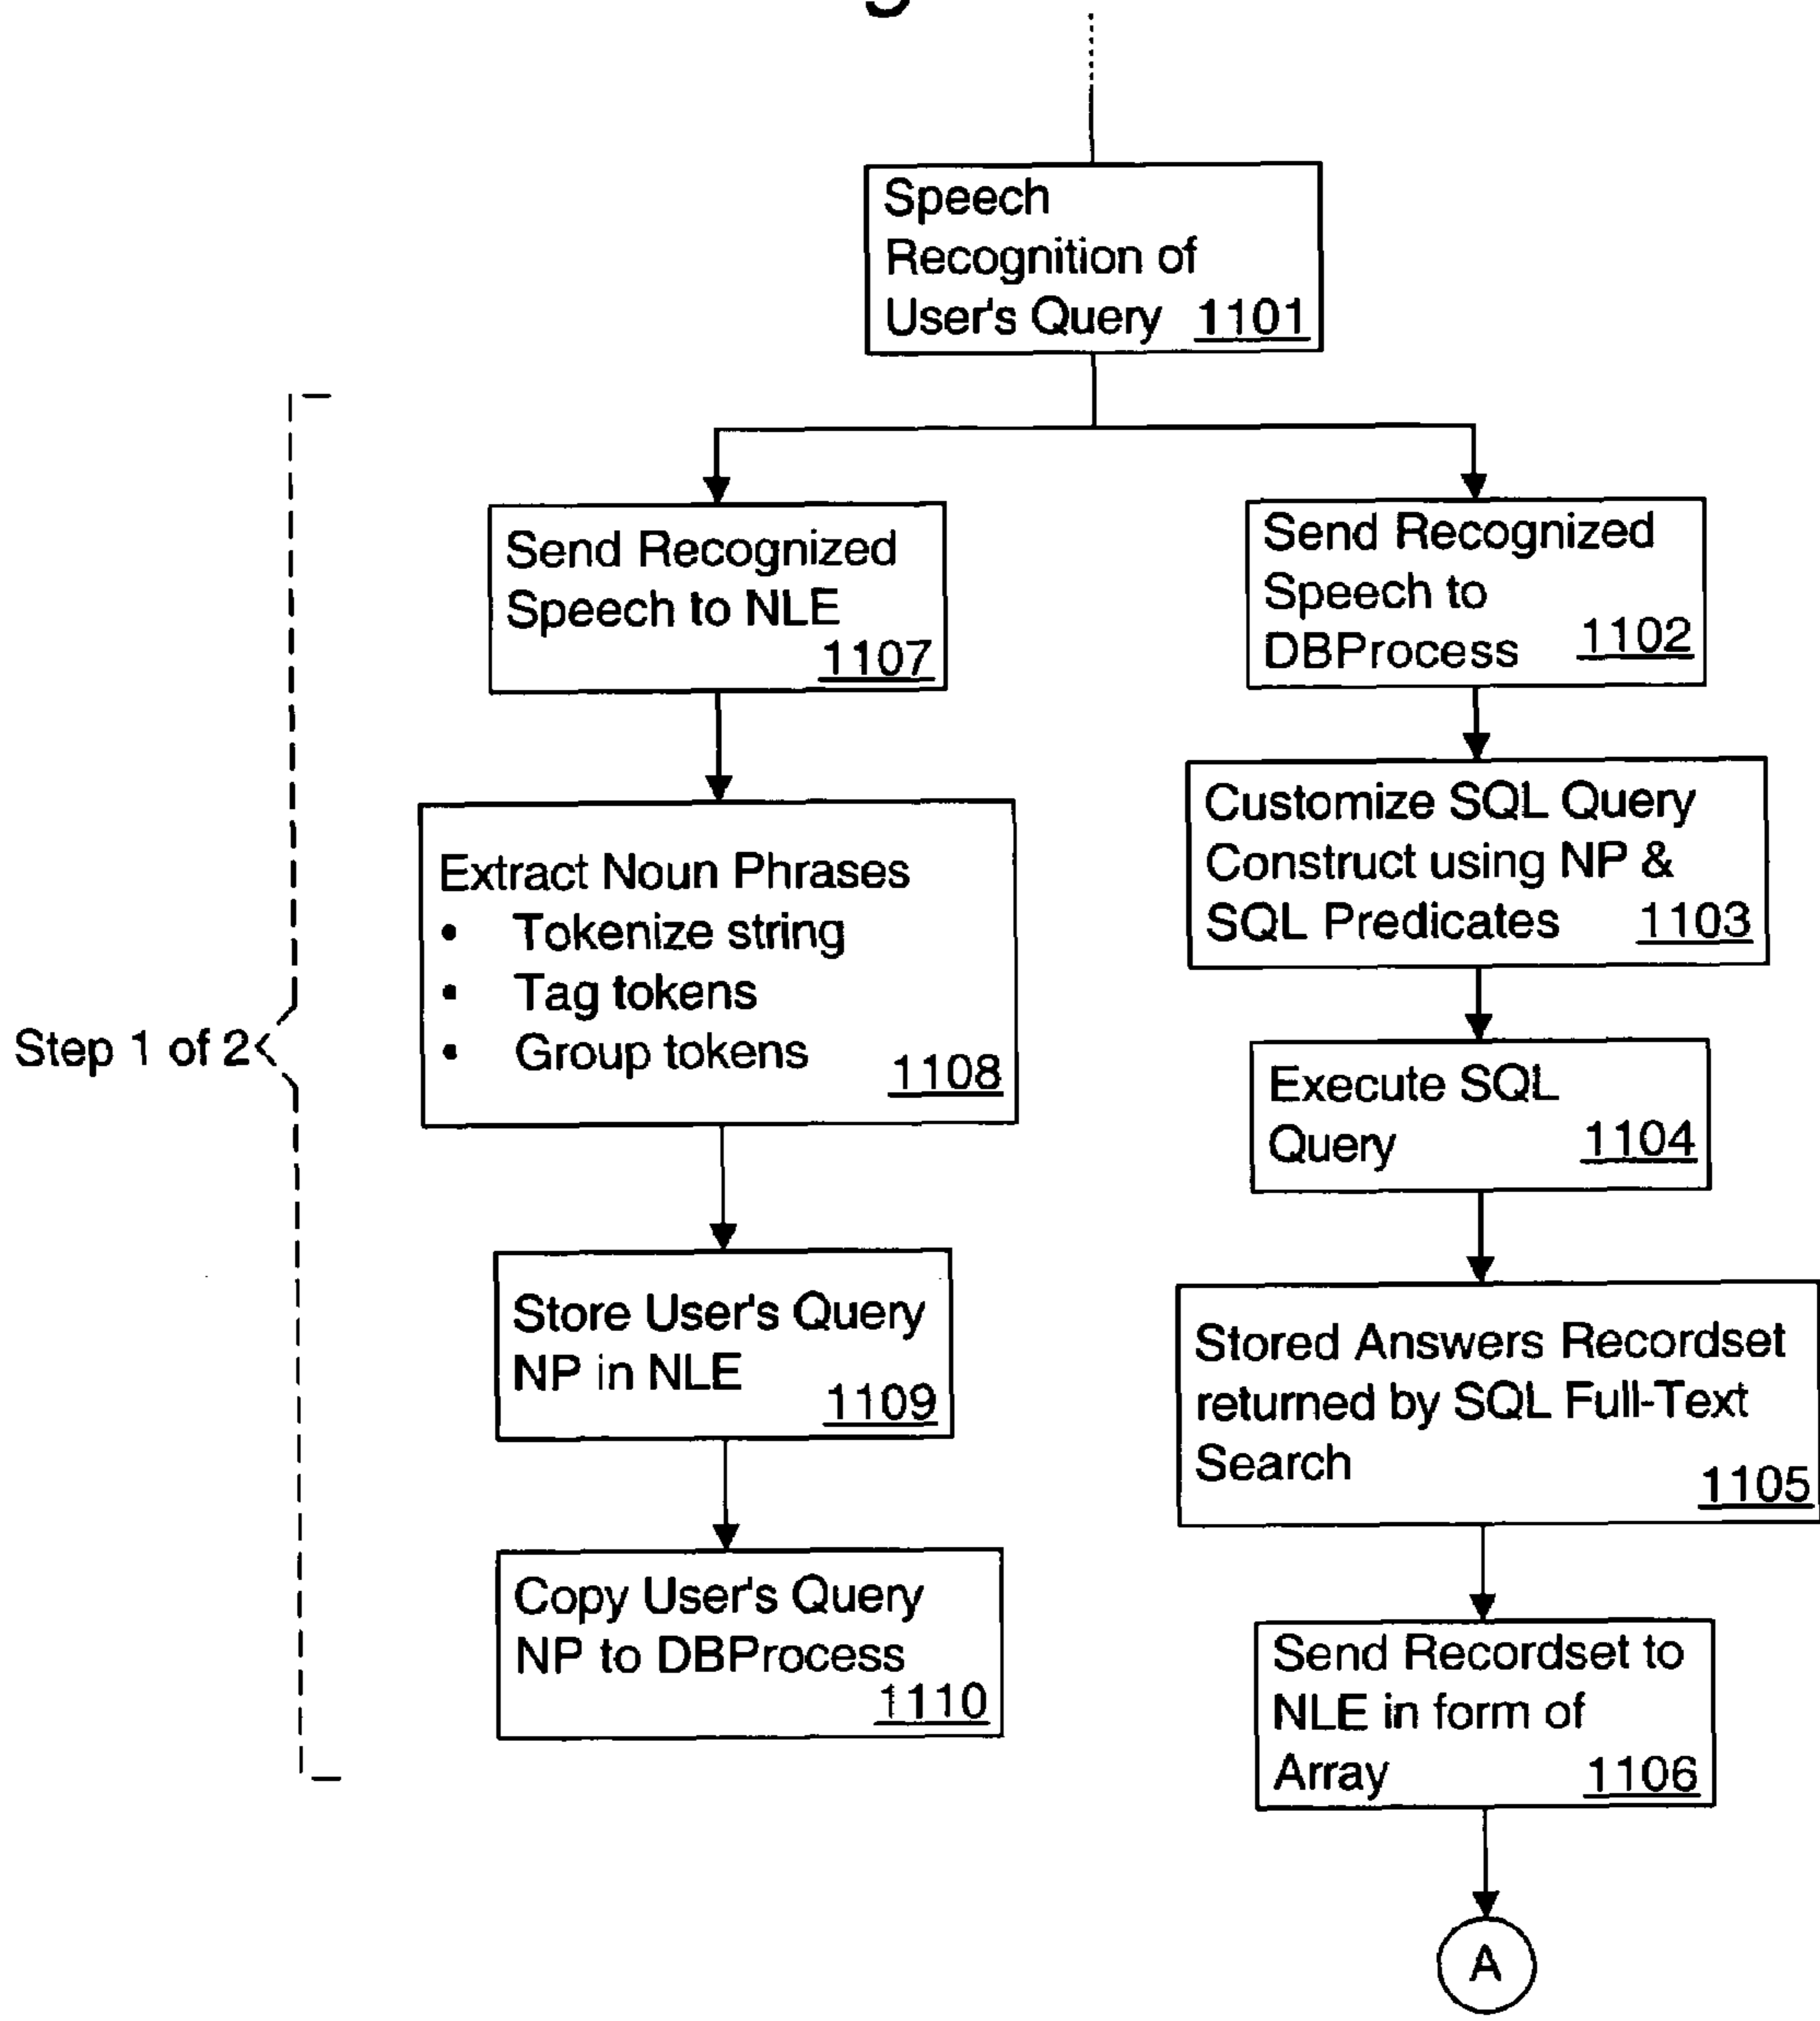 Speech
Recognition of
User's Query 1101
Send Recognized
Speech to NLE
1107
Send Recognized
Speech to
DBProcess 1102
Customize SQL Query
Construct using NP &
SQL Predicates 1103
Extract Noun Phrases
• Tokenize string
• Tag tokens
• Group tokens
1108
Step 1 of 2
Execute SQL
Query 1104
Store User's Query
NP in NLE
1109
Stored Answers Recordset
returned by SQL Full-Text
Search
1105
Copy User's Query
NP to DBProcess
1110
Send Recordset to
NLE in form of
Array 1106
A